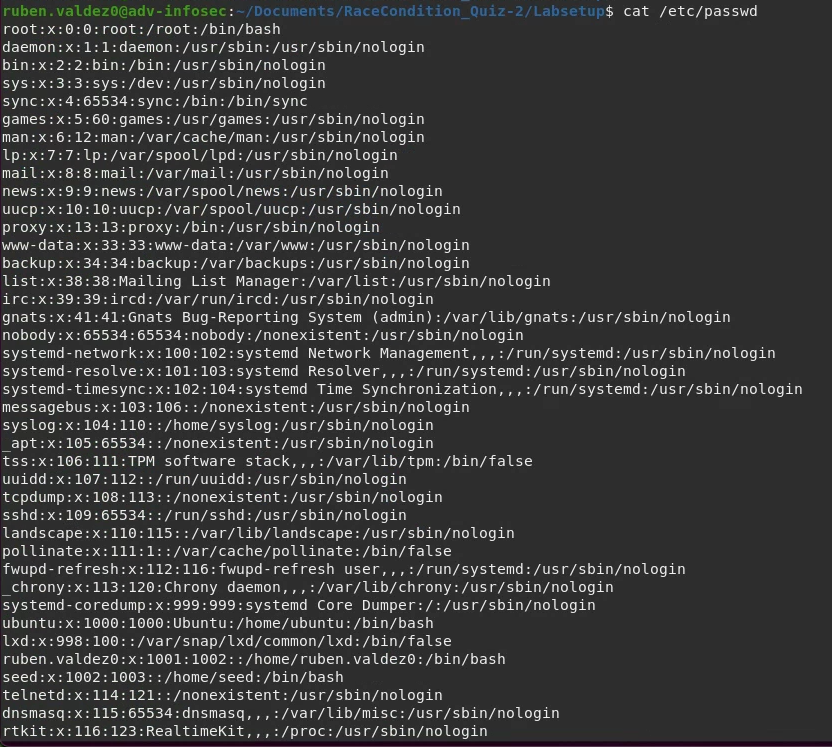 ruben.valdez0@adv-infosec:~/Documents/RaceCondition_Quiz-2/Labsetup$ cat /etc/passwd
root:x:0:0:root:/root:/bin/bash
daemon:x:1:1:daemon:/usr/sbin:/usr/sbin/nologin
bin:x:2:2:bin:/bin:/usr/sbin/nologin
sys:x:3:3:sys:/dev:/usr/sbin/nologin
sync:x:4:65534:sync:/bin:/bin/sync
games:x:5:60:games:/usr/games:/usr/sbin/nologin
man:x:6:12:man:/var/cache/man:/usr/sbin/nologin
lp:x:7:7:lp:/var/spool/lpd:/usr/sbin/nologin
mail:x:8:8:mail:/var/mail:/usr/sbin/nologin
news:x:9:9:news:/var/spool/news:/usr/sbin/nologin
uucp:x:10:10:uucp:/var/spool/uucp:/usr/sbin/nologin
proxy:x:13:13:proxy:/bin:/usr/sbin/nologin
www-data:x:33:33:www-data:/var/www:/usr/sbin/nologin
backup:x:34:34:backup:/var/backups:/usr/sbin/nologin
list:x:38:38:Mailing List Manager:/var/list:/usr/sbin/nologin
irc:x:39:39:ircd:/var/run/ircd:/usr/sbin/nologin
gnats:x:41:41:Gnats Bug-Reporting System (admin):/var/lib/gnats:/usr/sbin/nologin
nobody:x:65534:65534:nobody:/nonexistent:/usr/sbin/nologin
systemd-network:x:100:102:systemd Network Management,,,:/run/systemd:/usr/sbin/nologin
systemd-resolve:x:101:103:systemd Resolver,,,:/run/systemd:/usr/sbin/nologin
systemd-timesync:x:102:104:systemd Time Synchronization,,,:/run/systemd:/usr/sbin/nologin
messagebus:x:103:106::/nonexistent:/usr/sbin/nologin
syslog:x:104:110::/home/syslog:/usr/sbin/nologin
_apt:x:105:65534::/nonexistent:/usr/sbin/nologin
tss:x:106:111:TPM software stack,,,:/var/lib/tpm:/bin/false
uuidd:x:107:112::/run/uuidd:/usr/sbin/nologin
tcpdump:x:108:113::/nonexistent:/usr/sbin/nologin
sshd:x:109:65534::/run/sshd:/usr/sbin/nologin
landscape:x:110:115::/var/lib/landscape:/usr/sbin/nologin
pollinate:x:111:1::/var/cache/pollinate:/bin/false
fwupd-refresh:x:112:116:fwupd-refresh user,,,:/run/systemd:/usr/sbin/nologin
_chrony:x:113:120:Chrony daemon,,,:/var/lib/chrony:/usr/sbin/nologin
systemd-coredump:x:999:999:systemd Core Dumper:/:/usr/sbin/nologin
ubuntu:x:1000:1000:Ubuntu:/home/ubuntu:/bin/bash
lxd:x:998:100::/var/snap/lxd/common/lxd:/bin/false
ruben.valdez0:x:1001:1002::/home/ruben.valdez0:/bin/bash
seed:x:1002:1003::/home/seed:/bin/bash
telnetd:x:114:121::/nonexistent:/usr/sbin/nologin
dnsmasq:x:115:65534:dnsmasq,,,:/var/lib/misc:/usr/sbin/nologin
rtkit:x:116:123:RealtimeKit,,,:/proc:/usr/sbin/nologin